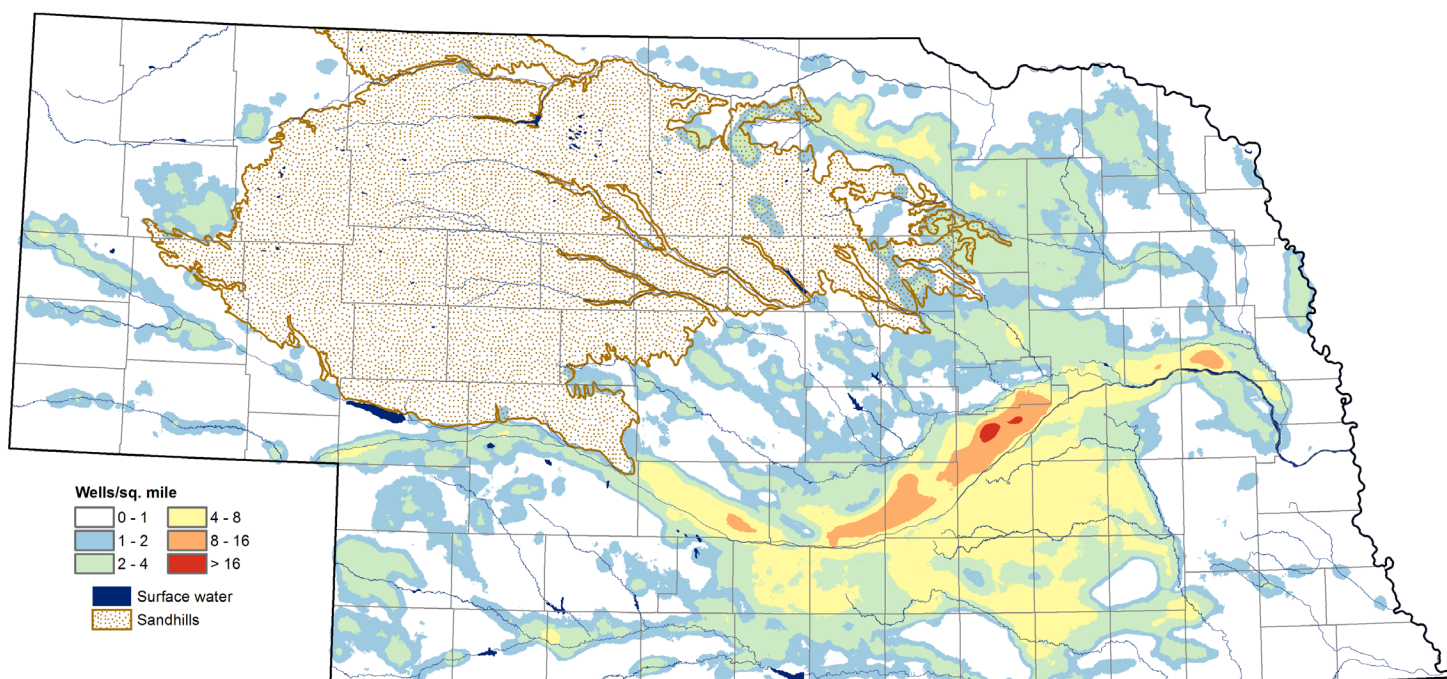 Wells/sq. mile
0 - 1
4 - 8
1 - 2
8 - 16
2 - 4
> 16
Surface water
Sandhills